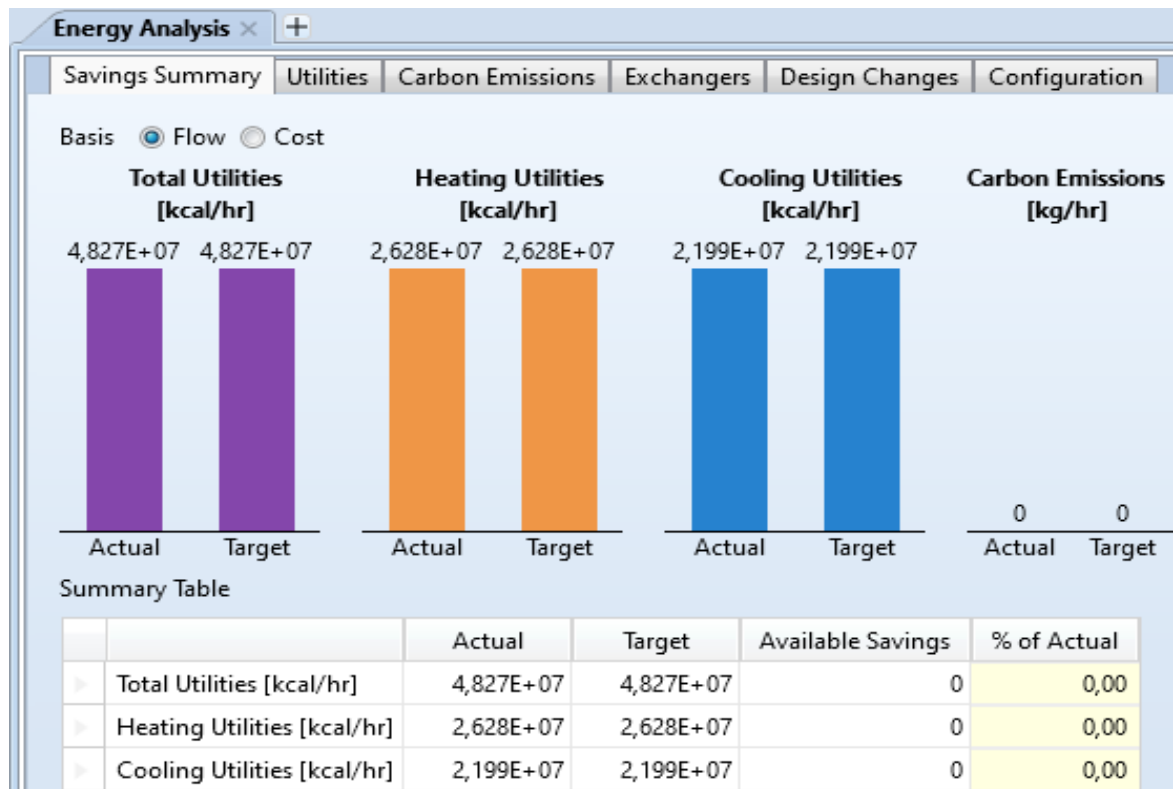 Energy Analysis × +
Savings Summary Utilities Carbon Emissions Exchangers Design Changes Configuration
Basis Flow Cost
Total Utilities Heating Utilities Cooling Utilities Carbon Emissions
[kcal/hr] [kcal/hr] [kcal/hr] [kg/hr]
4,827E+07 4,827E+07 2,628E+07 2,628E+07 2,199E+07 2,199E+07
0 0
Actual Target Actual Target Actual Target Actual Target
Summary Table
Actual Target Available Savings % of Actual
Total Utilities [kcal/hr] 4,827E+07 4,827E+07 0 0,00
Heating Utilities [kcal/hr] 2,628E+07 2,628E+07 0 0,00
Cooling Utilities [kcal/hr] 2,199E+07 2,199E+07 0 0,00